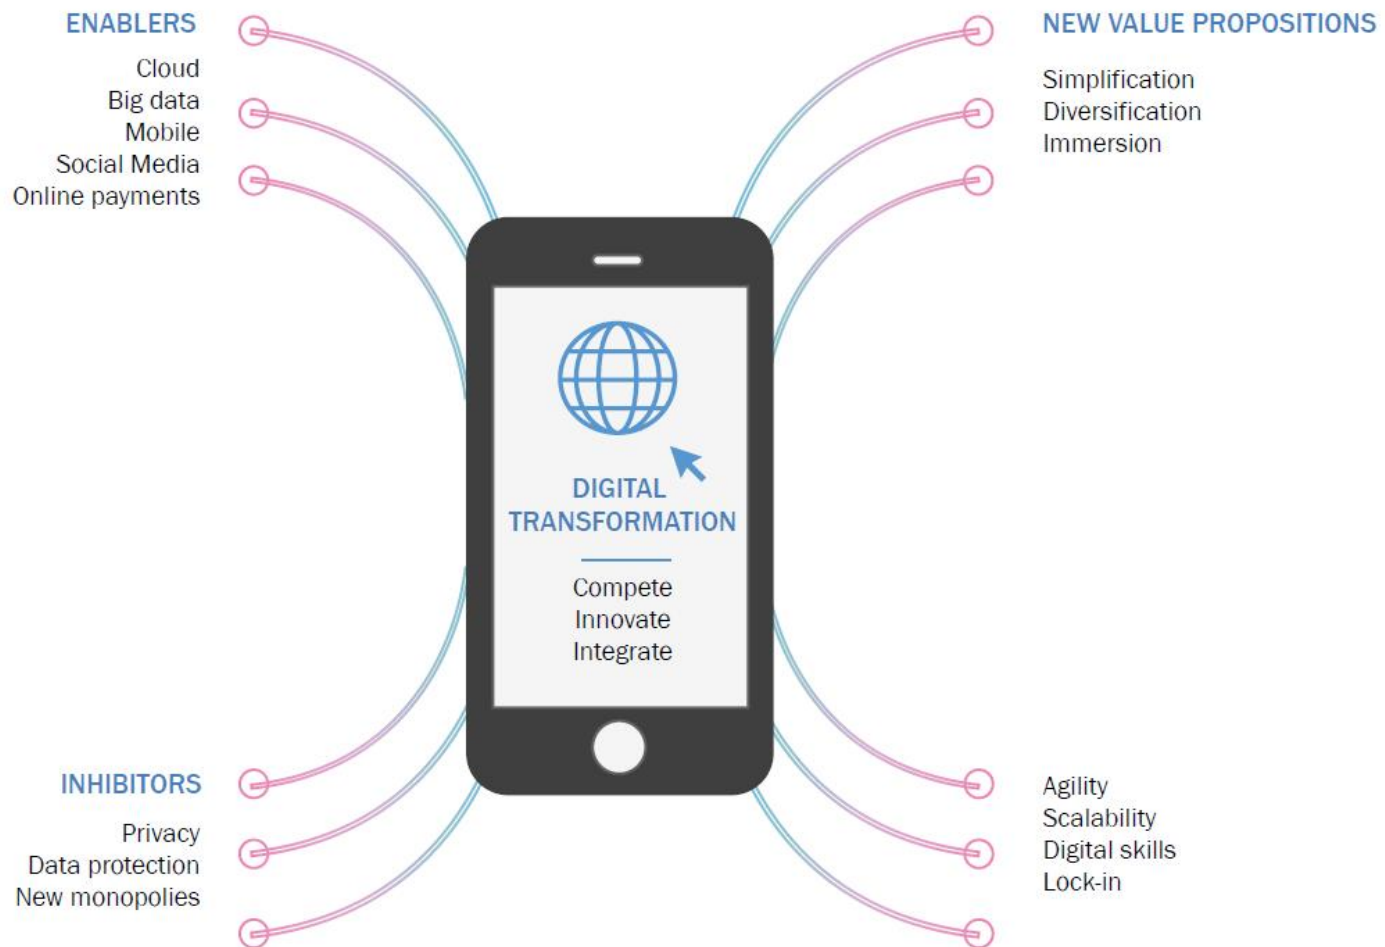 ENABLERS
Cloud
Big data
Mobile
Social Media
Online payments
NEW VALUE PROPOSITIONS
Simplification
Diversification
Immersion
DIGITAL
TRANSFORMATION
Compete
Innovate
Integrate
INHIBITORS
Privacy
Data protection
New monopolies
Agility
Scalability
Digital skills
Lock-in